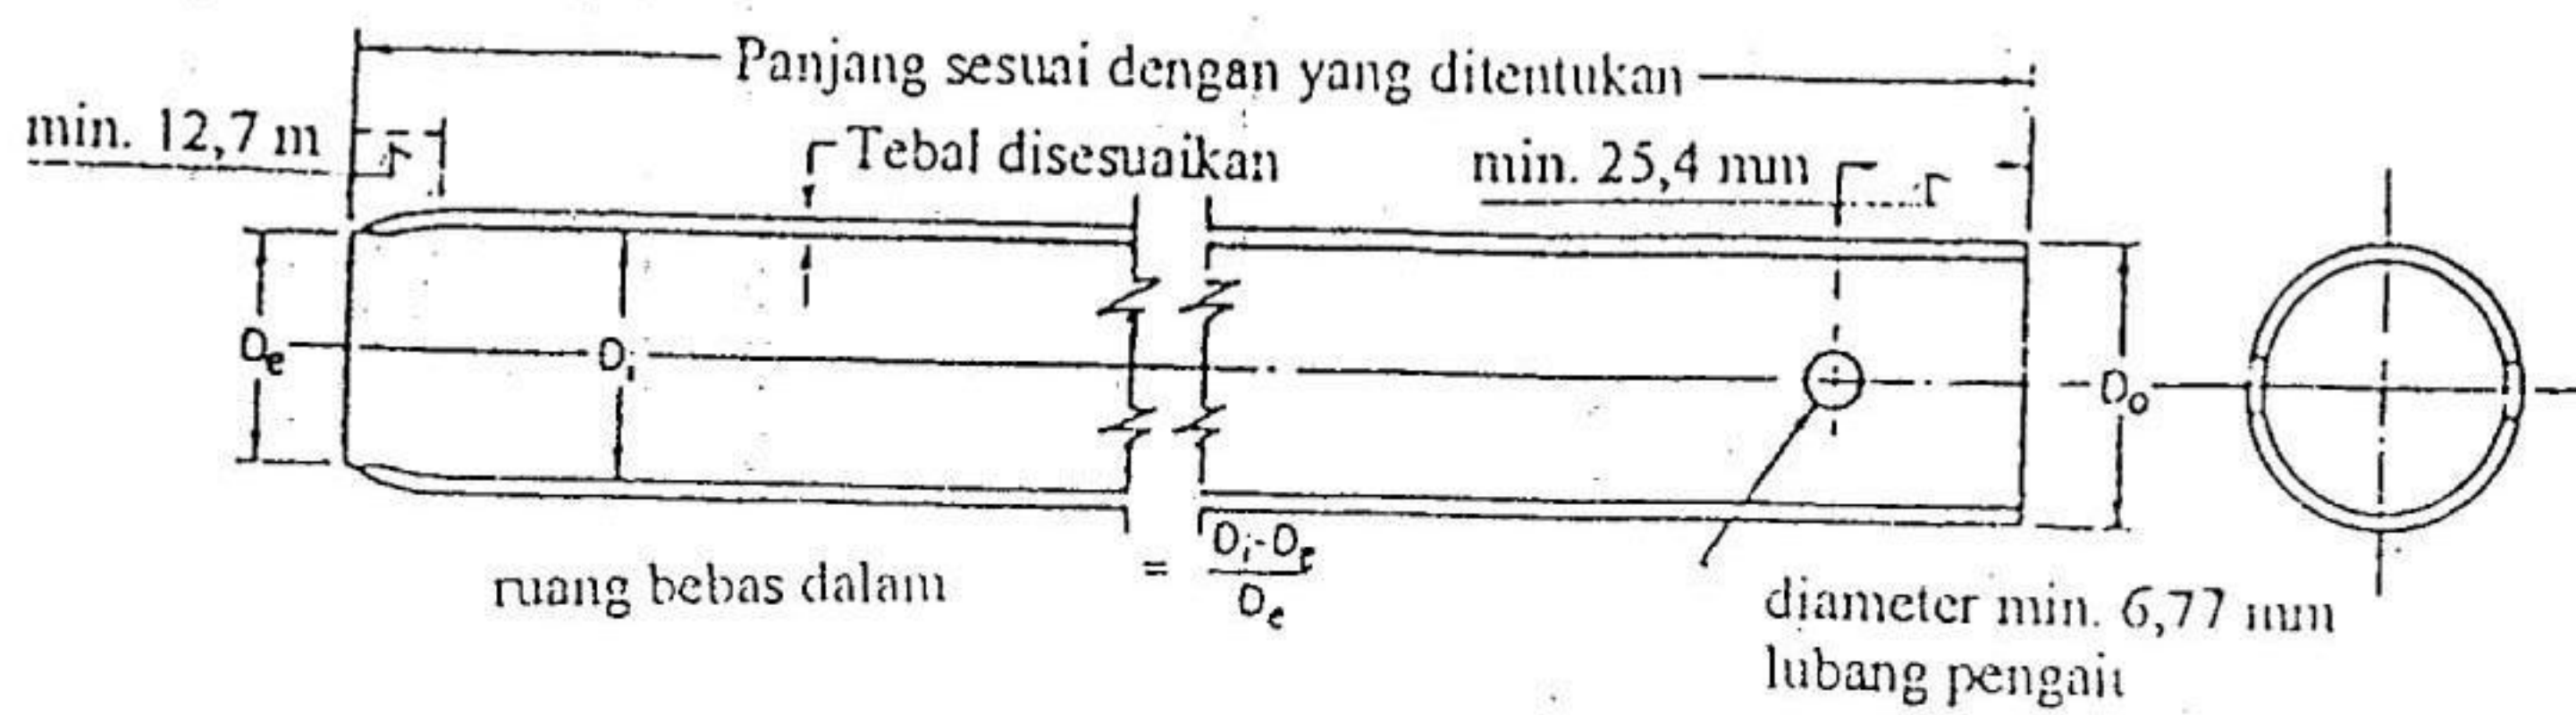 Panjang sesuai dengan yang ditentukan
min. 12,7 m
Tebal disesuaikan
min. 25,4 mm
De
Di
Do
ruang bebas dalam = Di-De
De
diameter min. 6,77 mm
lubang pengait